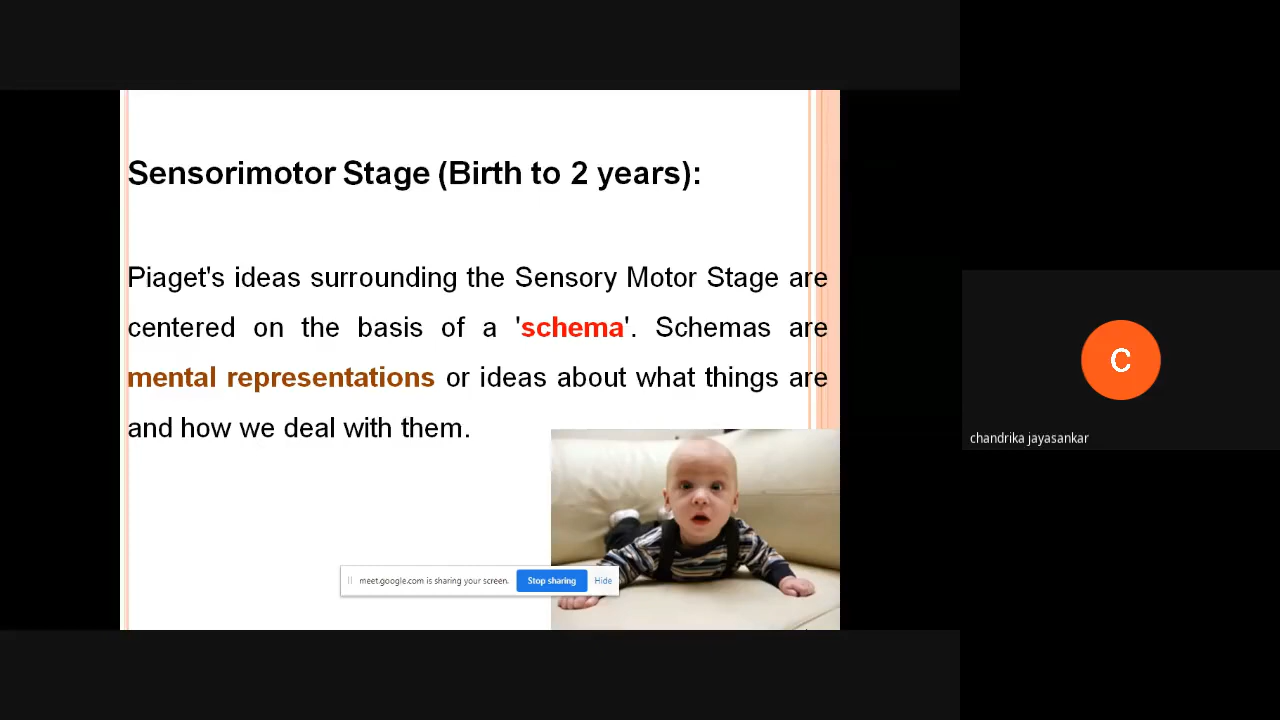 Sensorimotor Stage (Birth to 2 years):
Piaget's ideas surrounding the Sensory Motor Stage are
centered on the basis of a 'schema'. Schemas are
mental representations or ideas about what things are
and how we deal with them.
meet.google.com is sharing your screen. Stop sharing Hide
C
chandrika jayasankar